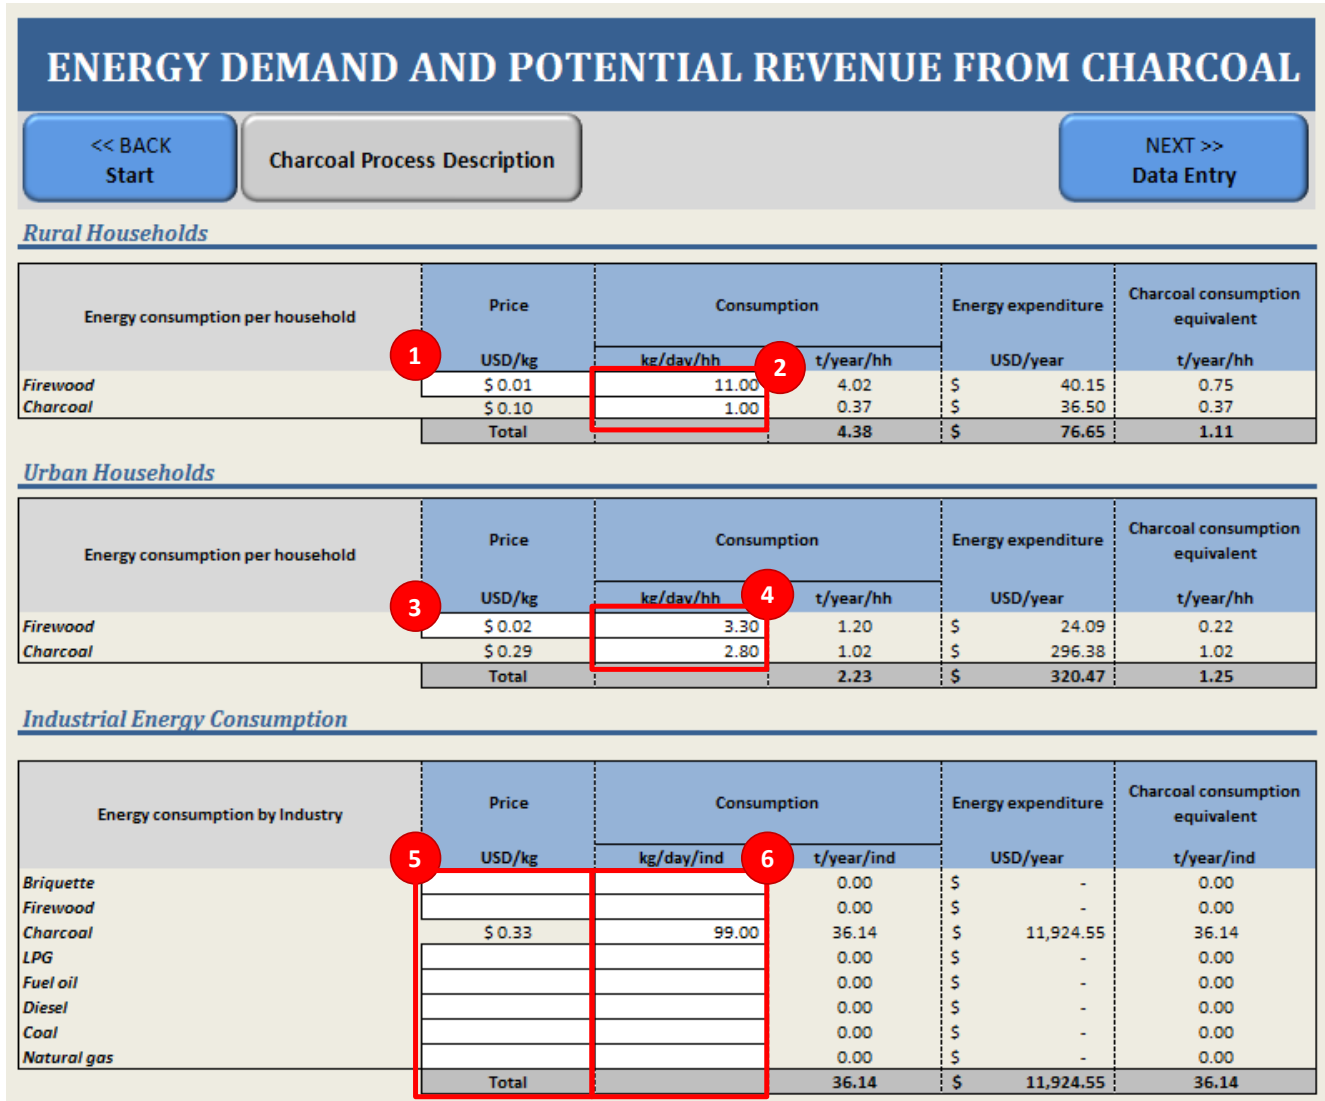 ENERGY DEMAND AND POTENTIAL REVENUE FROM CHARCOAL
<< BACK
Start
Charcoal Process Description
NEXT >>
Data Entry
Rural Households
Energy consumption per household
Price
Consumption
Energy expenditure
Charcoal consumption
equivalent
1
2
USD/kg kg/day/hh t/year/hh USD/year t/year/hh
Firewood $ 0.01 11.00 4.02 $ 40.15 0.75
Charcoal $ 0.10 1.00 0.37 $ 36.50 0.37
Total 4.38 $ 76.65 1.11
Urban Households
Energy consumption per household
Price
Consumption
Energy expenditure
Charcoal consumption
equivalent
3
4
USD/kg kg/day/hh t/year/hh USD/year t/year/hh
Firewood $ 0.02 3.30 1.20 $ 24.09 0.22
Charcoal $ 0.29 2.80 1.02 $ 296.38 1.02
Total 2.23 $ 320.47 1.25
Industrial Energy Consumption
Energy consumption by Industry
Price
Consumption
Energy expenditure
Charcoal consumption
equivalent
5
6
USD/kg kg/day/ind t/year/ind USD/year t/year/ind
Briquette 0.00 $ - 0.00
Firewood 0.00 $ - 0.00
Charcoal $ 0.33 99.00 36.14 $ 11,924.55 36.14
LPG 0.00 $ - 0.00
Fuel oil 0.00 $ - 0.00
Diesel 0.00 $ - 0.00
Coal 0.00 $ - 0.00
Natural gas 0.00 $ - 0.00
Total 36.14 $ 11,924.55 36.14